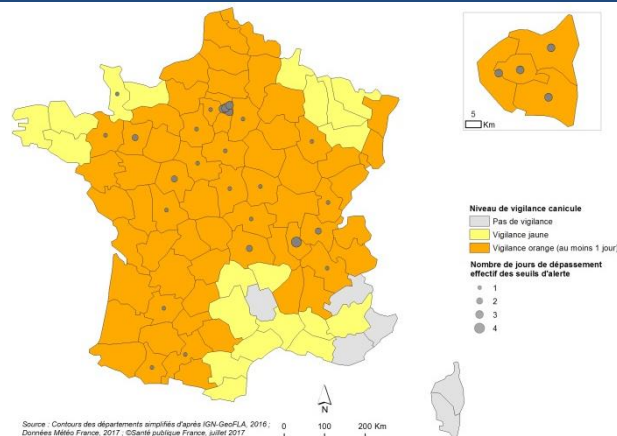 5
Km
Niveau de vigilance canicule
Pas de vigilance
Vigilance jaune
Vigilance orange (au moins 1 jour)
Nombre de jours de dépassement
effectif des seuils d'alerte
1
2
3
4
N
0 100 200 Km
Source : Contours des départements simplifiés d'après IGN-GeoFLA, 2016 ;
Données Météo France, 2017 ; ©Santé publique France, juillet 2017